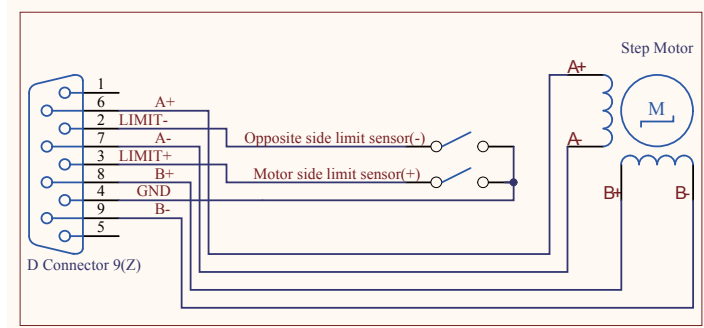 Step Motor
1
6 A+
2 LIMIT-
7 A-
3 LIMIT+
8 B+
4 GND
9 B-
5
D Connector 9(Z)
Opposite side limit sensor(-)
Motor side limit sensor(+)
A+
A-
M
B+
B-